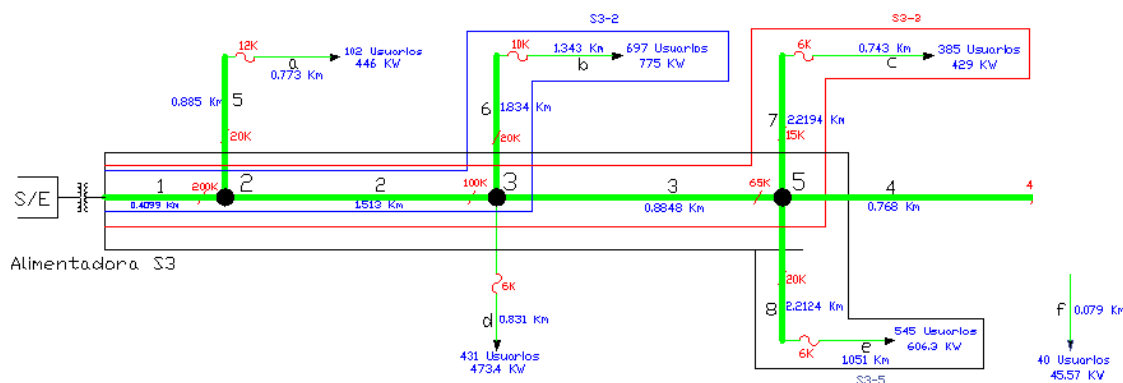 S3-2
S3-3
12K
102 Usuarios
446 KW
a
0.773 Km
10K
1.343 Km
697 Usuarios
775 KW
b
6K
0.743 Km
385 Usuarios
429 KW
c
0.885 Km
5
20K
6
1.834 Km
20K
7
2.2194 Km
15K
S/E
1
200K
2
2
100K
3
3
65K
5
4
4
0.4099 Km
1.513 Km
0.8848 Km
0.768 Km
Alimentadora S3
6K
d
0.831 Km
431 Usuarios
473.4 KW
20K
8
2.2124 Km
6K
e
1.051 Km
545 Usuarios
606.3 KW
S3-5
f
0.079 Km
40 Usuarios
45.57 KW